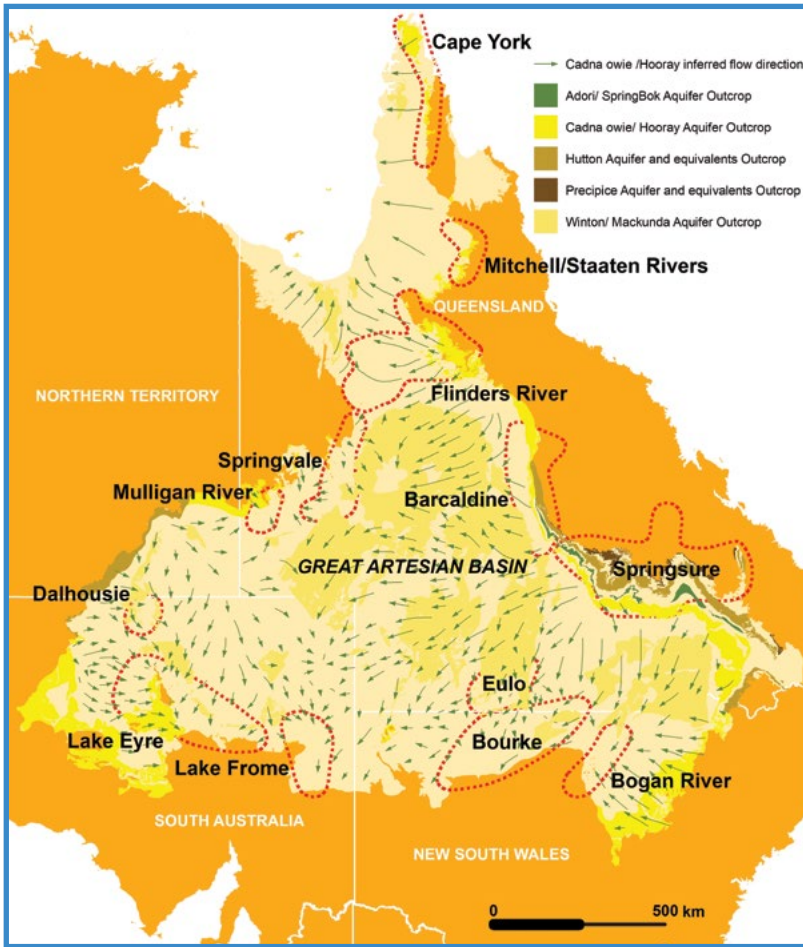 Cape York
Cadna owie /Hooray inferred flow direction
Adori/ SpringBok Aquifer Outcrop
Cadna owie/ Hooray Aquifer Outcrop
Hutton Aquifer and equivalents Outcrop
Precipice Aquifer and equivalents Outcrop
Winton/ Mackunda Aquifer Outcrop
Mitchell/Staaten Rivers
QUEENSLAND
NORTHERN TERRITORY
Flinders River
Springvale
Mulligan River
Barcaldine
GREAT ARTESIAN BASIN
Springsure
Dalhousie
Eulo
Lake Eyre
Bourke
Lake Frome
Bogan River
SOUTH AUSTRALIA
NEW SOUTH WALES
0 500 km